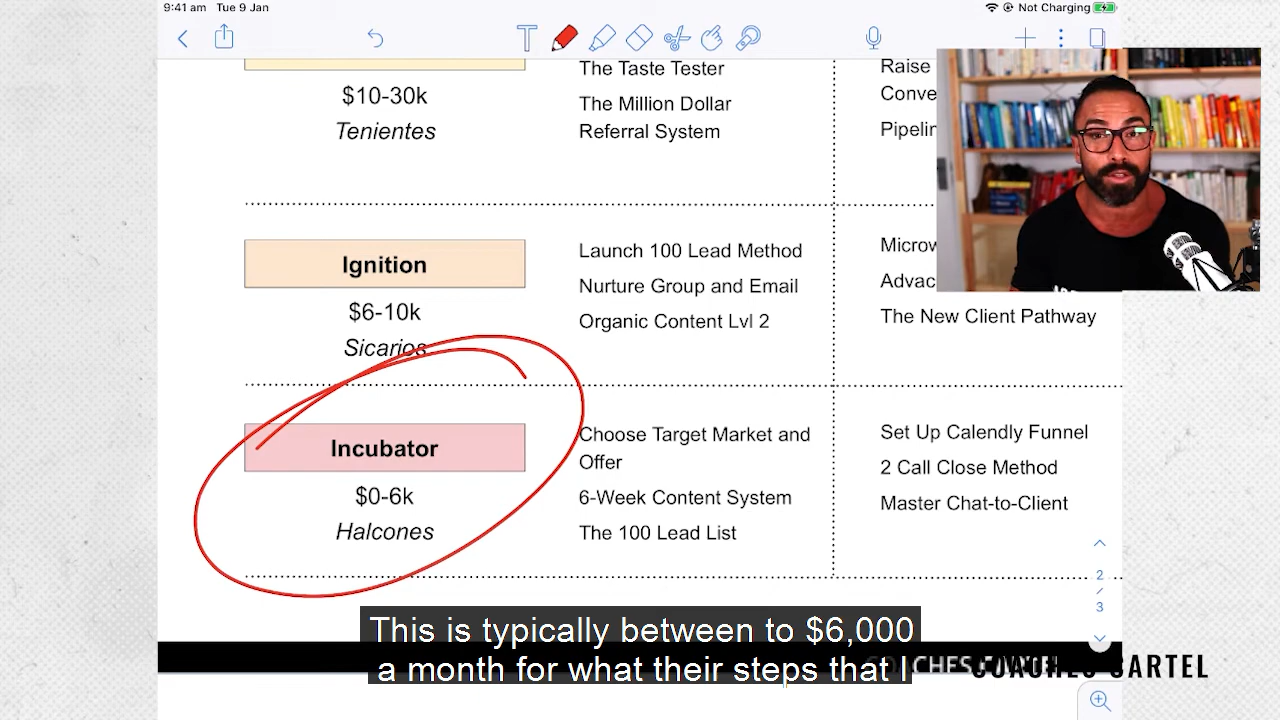 9:41 am Tue 9 Jan
Not Charging
The Taste Tester
Raise
$10-30k
The Million Dollar
Conve
Tenientes
Referral System
Pipelin
Ignition
Launch 100 Lead Method
Microw
$6-10k
Nurture Group and Email
Advac
Sicarios
Organic Content Lvl 2
The New Client Pathway
Incubator
Choose Target Market and
Offer
Set Up Calendly Funnel
$0-6k
6-Week Content System
2 Call Close Method
Halcones
The 100 Lead List
Master Chat-to-Client
2
/
3
This is typically between to $6,000
a month for what their steps that I
COACHES CARTEL